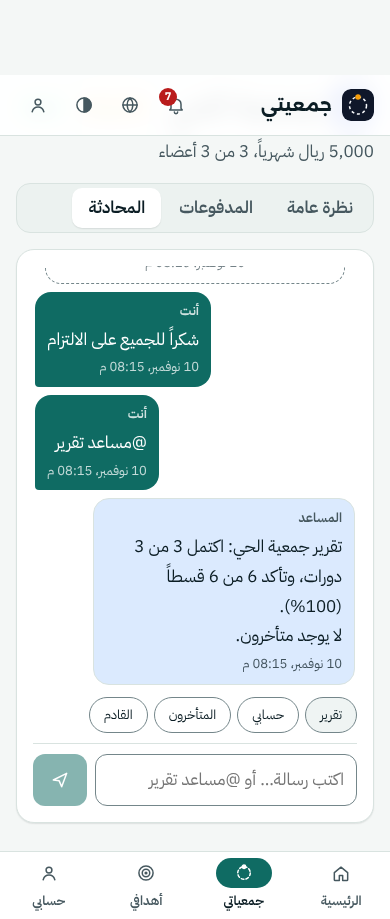 جمعيتي
7
5,000 ريال شهرياً، 3 من 3 أعضاء
نظرة عامة
المدفوعات
المحادثة
أنت
شكراً للجميع على الالتزام
10 نوفمبر، 08:15 م
أنت
@مساعد تقرير
10 نوفمبر، 08:15 م
المساعد
تقرير جمعية الحي: اكتمل 3 من 3
دورات، وتأكد 6 من 6 قسطاً
(100%).
لا يوجد متأخرون.
10 نوفمبر، 08:15 م
تقرير
حسابي
المتأخرون
القادم
اكتب رسالة... أو @مساعد تقرير
الرئيسية
جمعياتي
أهدافي
حسابي